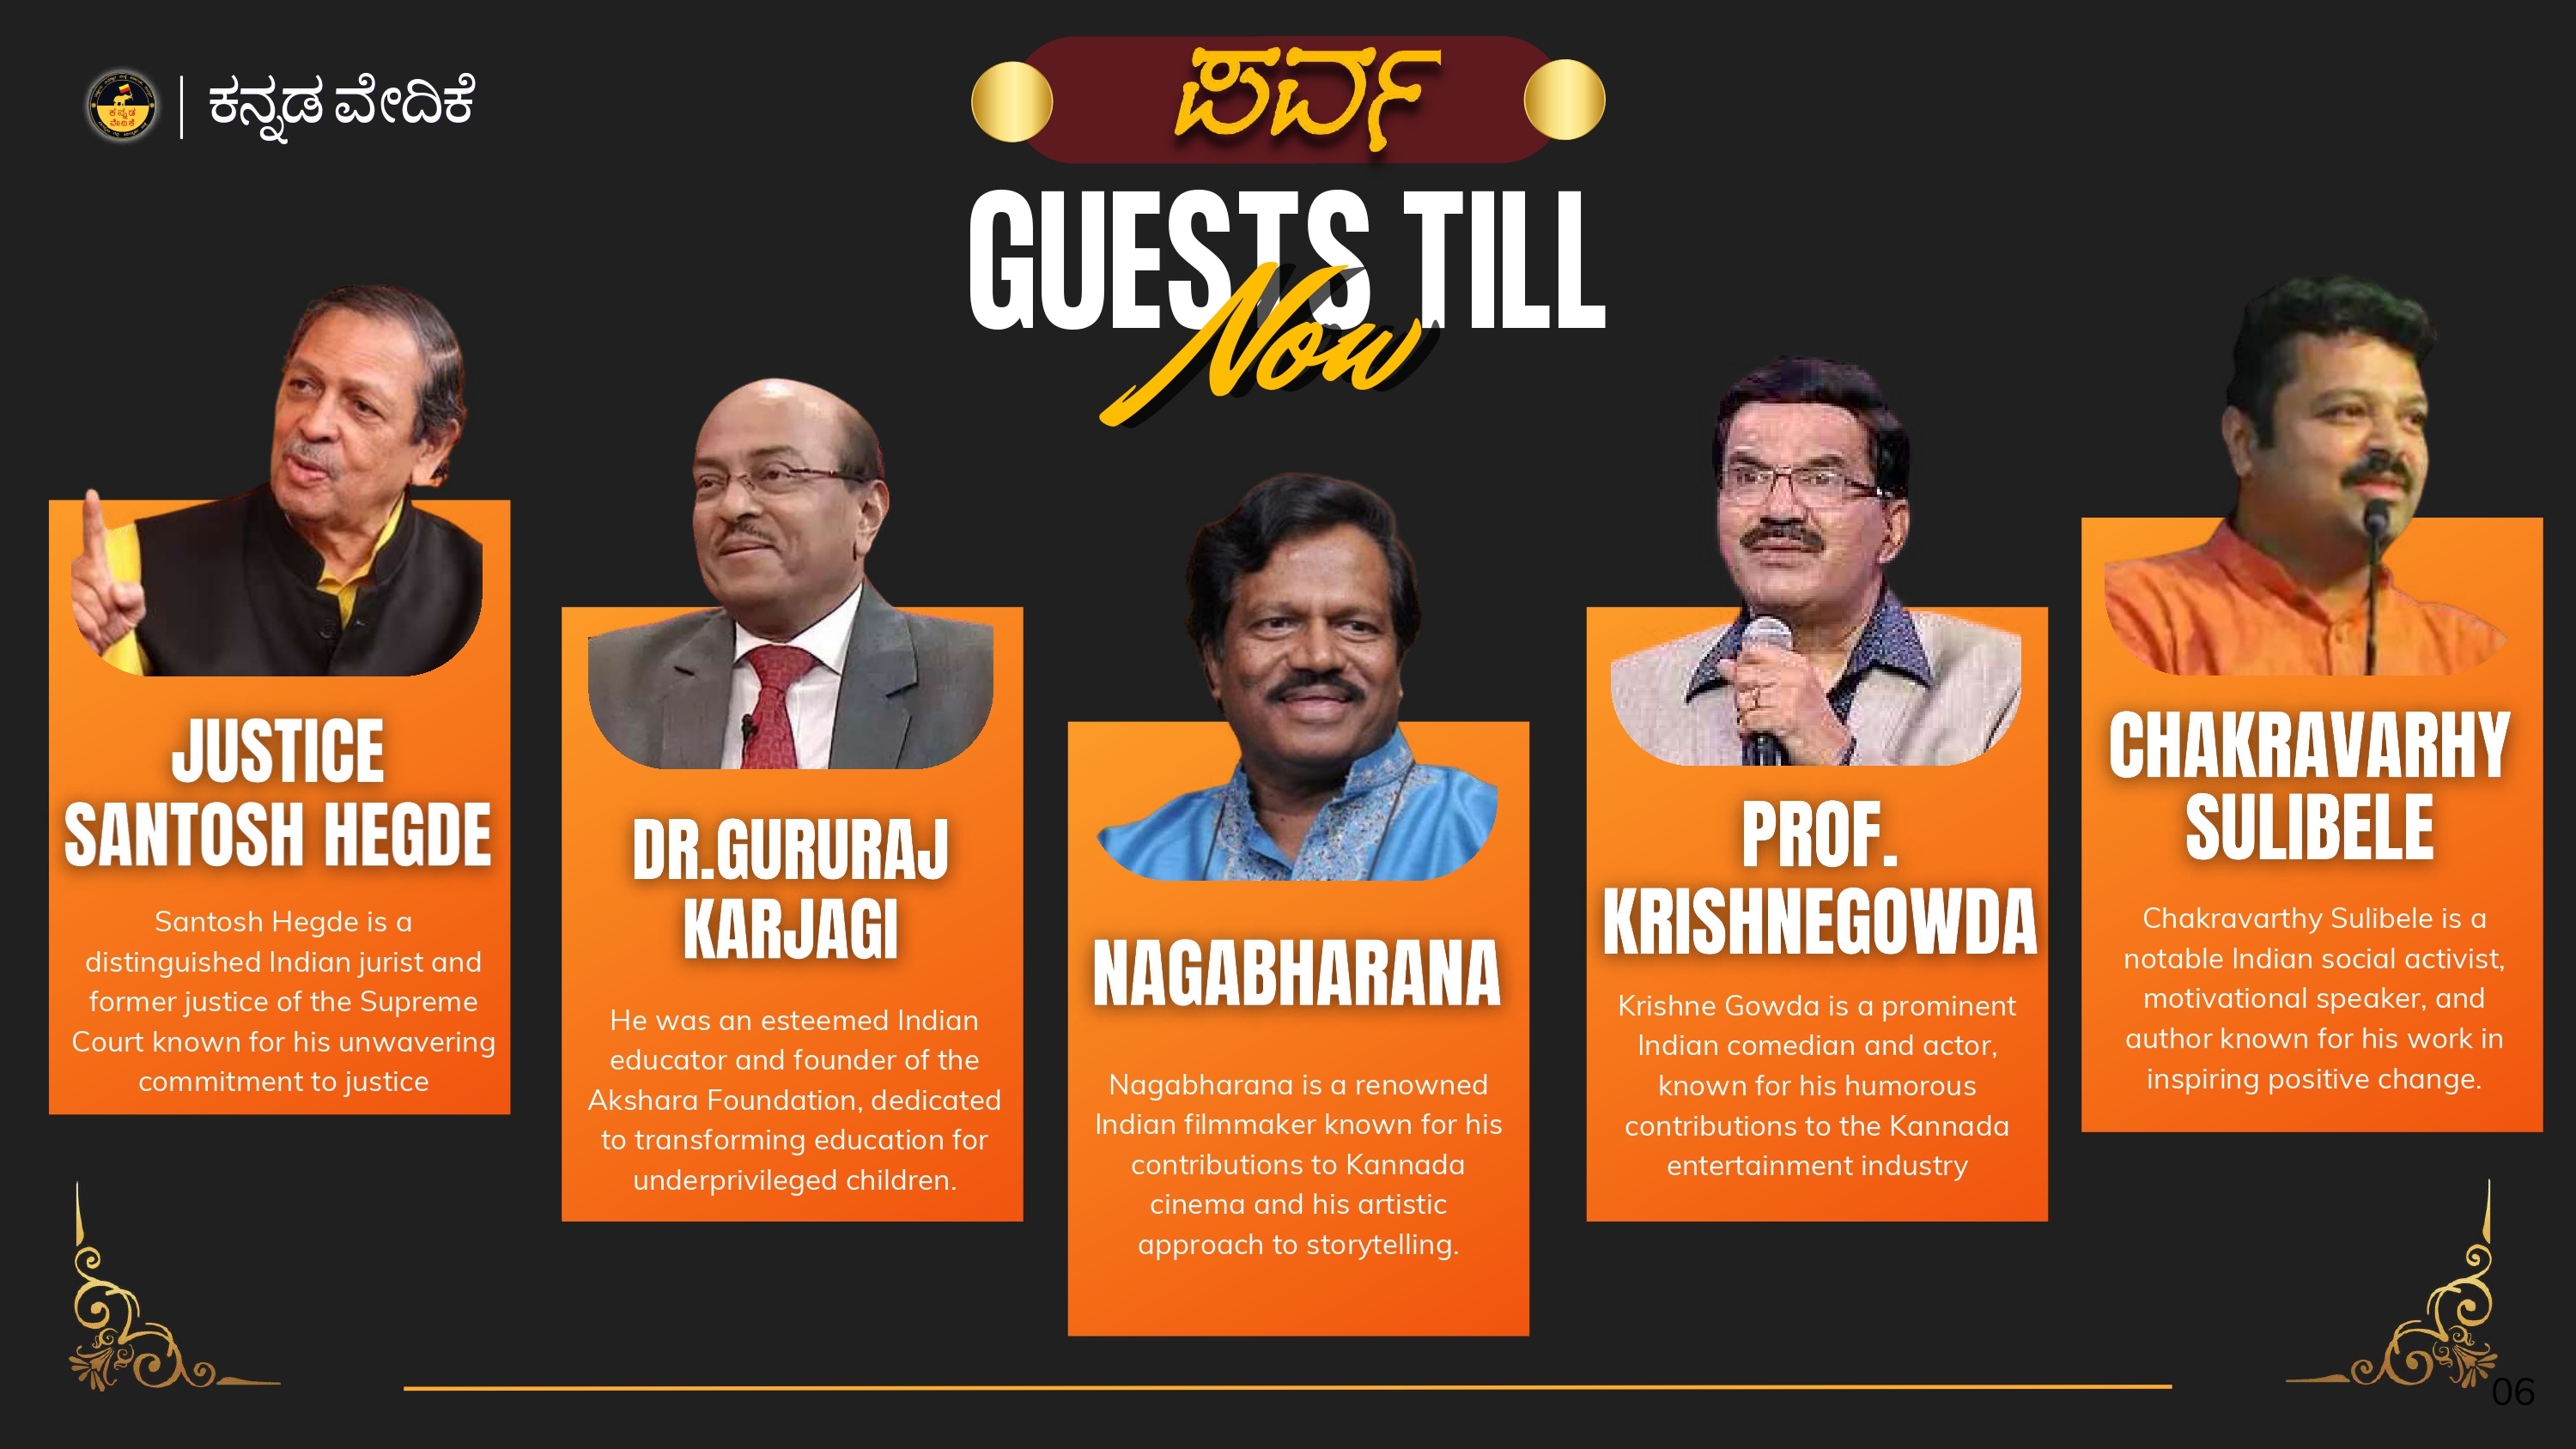 ಕನ್ನಡ
ವೇದಿಕೆ
ಕನ್ನಡ ವೇದಿಕೆ
ಪರ್ವ
GUESTS TILL
Now
JUSTICE
SANTOSH HEGDE
Santosh Hegde is a
distinguished Indian jurist and
former justice of the Supreme
Court known for his unwavering
commitment to justice
DR.GURURAJ
KARJAGI
He was an esteemed Indian
educator and founder of the
Akshara Foundation, dedicated
to transforming education for
underprivileged children.
NAGABHARANA
Nagabharana is a renowned
Indian filmmaker known for his
contributions to Kannada
cinema and his artistic
approach to storytelling.
PROF.
KRISHNEGOWDA
Krishne Gowda is a prominent
Indian comedian and actor,
known for his humorous
contributions to the Kannada
entertainment industry
CHAKRAVARHY
SULIBELE
Chakravarthy Sulibele is a
notable Indian social activist,
motivational speaker, and
author known for his work in
inspiring positive change.
06